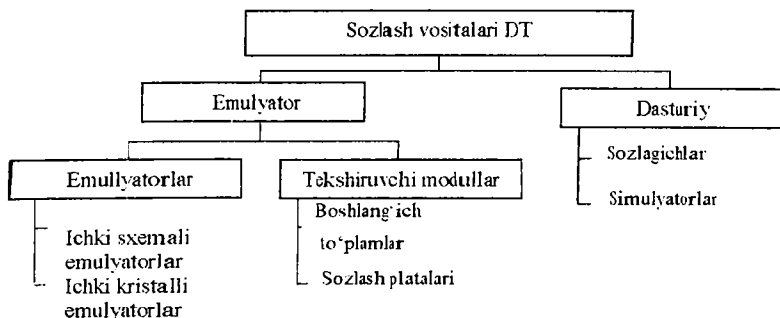 Sozlash vositalari DT
Emulyator
Dasturiy
Emullyatorlar
Tekshiruvchi modullar
Sozlagichlar
Simulyatorlar
Ichki sxemali
emulyatorlar
Ichki kristalli
emulyatorlar
Boshlang‘ich
to‘plamlar
Sozlash platalari